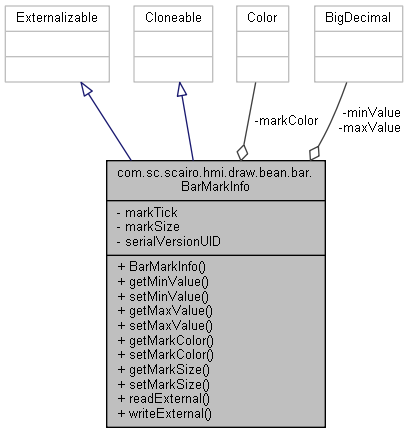 Externalizable
Cloneable
Color
BigDecimal
-markColor
-minValue
-maxValue
com.sc.scairo.hmi.draw.bean.bar.
BarMarkInfo
- markTick
- markSize
- serialVersionUID
+ BarMarkInfo()
+ getMinValue()
+ setMinValue()
+ getMaxValue()
+ setMaxValue()
+ getMarkColor()
+ setMarkColor()
+ getMarkSize()
+ setMarkSize()
+ readExternal()
+ writeExternal()